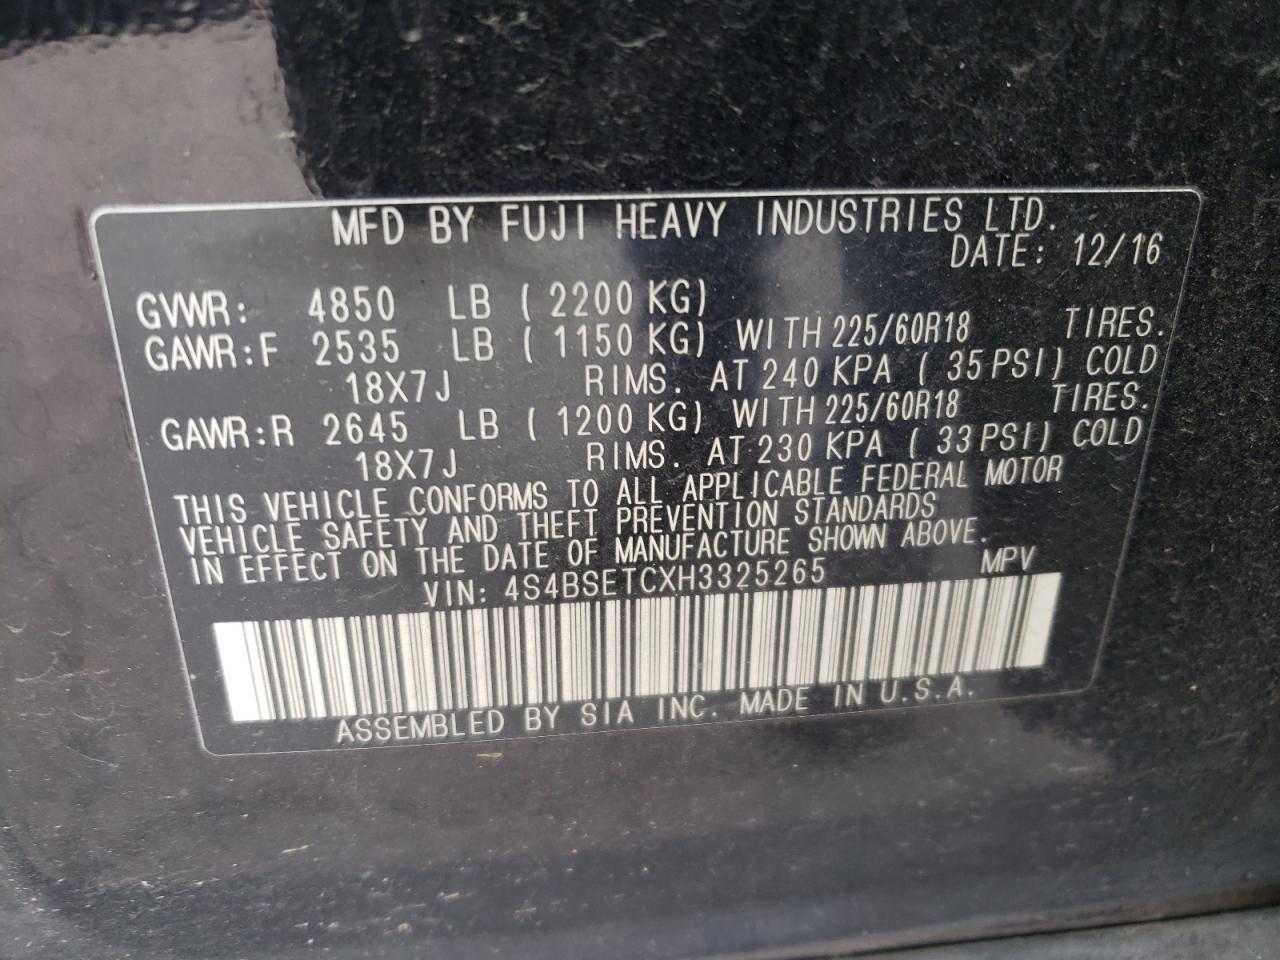 MFD BY FUJI HEAVY INDUSTRIES LTD.
DATE: 12/16
GVWR: 4850 LB ( 2200 KG)
GAWR:F 2535 LB ( 1150 KG) WITH 225/60R18 TIRES.
18X7J RIMS. AT 240 KPA ( 35 PSI) COLD
GAWR:R 2645 LB ( 1200 KG) WITH 225/60R18 TIRES.
18X7J RIMS. AT 230 KPA ( 33 PSI) COLD
THIS VEHICLE CONFORMS TO ALL APPLICABLE FEDERAL MOTOR
VEHICLE SAFETY AND THEFT PREVENTION STANDARDS
IN EFFECT ON THE DATE OF MANUFACTURE SHOWN ABOVE.
VIN: 4S4BSETCXH3325265 MPV
ASSEMBLED BY SIA INC. MADE IN U.S.A.